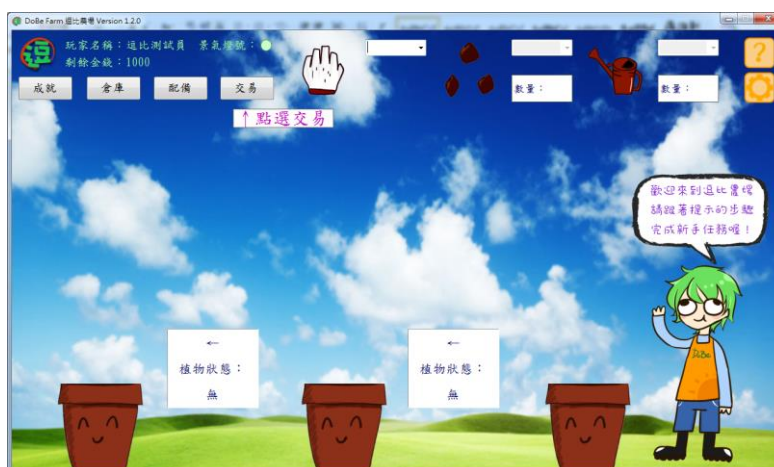 DoBe Farm 逗比農場 Version 1.2.0
逗
玩家名稱：逗比測試員 景氣燈號：
剩餘金錢：1000
成就 倉庫 配備 交易
數量：
數量：
?
↑點選交易
歡迎來到逗比農場
請跟著提示的步驟
完成新手任務喔！
←
植物狀態：
無
←
植物狀態：
無
DoBe